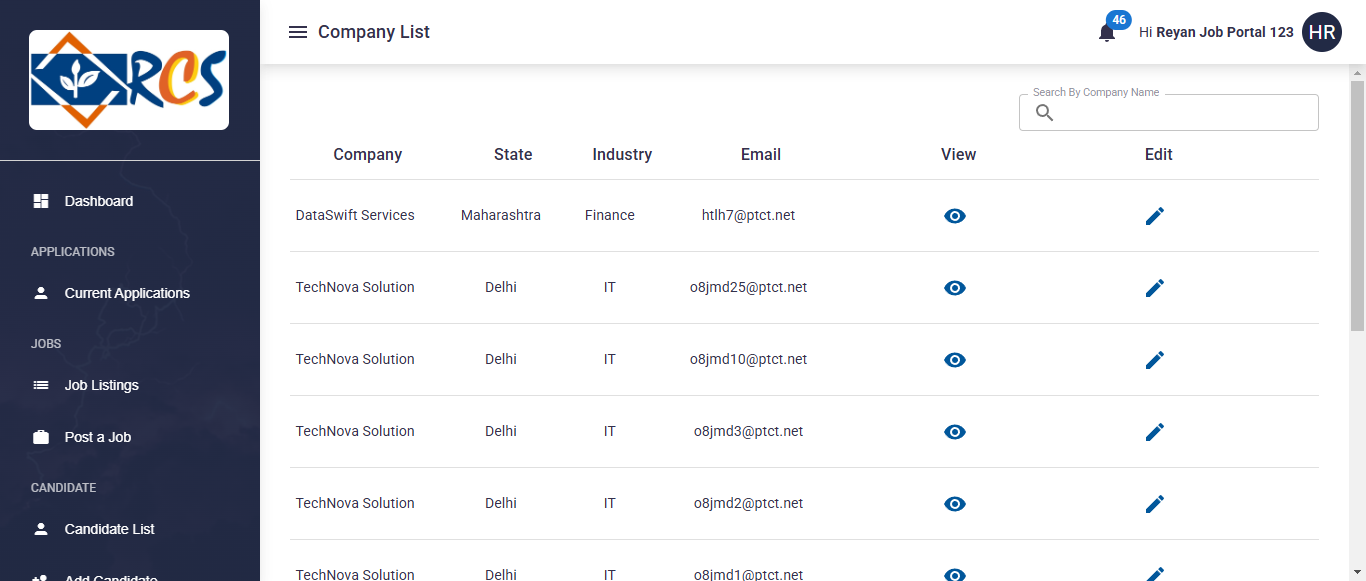 RCS
Dashboard
APPLICATIONS
Current Applications
JOBS
Job Listings
Post a Job
CANDIDATE
Candidate List
Add Candidate
Company List
46
Hi Reyan Job Portal 123
HR
Search By Company Name
Company State Industry Email View Edit
DataSwift Services Maharashtra Finance htlh7@ptct.net
TechNova Solution Delhi IT o8jmd25@ptct.net
TechNova Solution Delhi IT o8jmd10@ptct.net
TechNova Solution Delhi IT o8jmd3@ptct.net
TechNova Solution Delhi IT o8jmd2@ptct.net
TechNova Solution Delhi IT o8jmd1@ptct.net